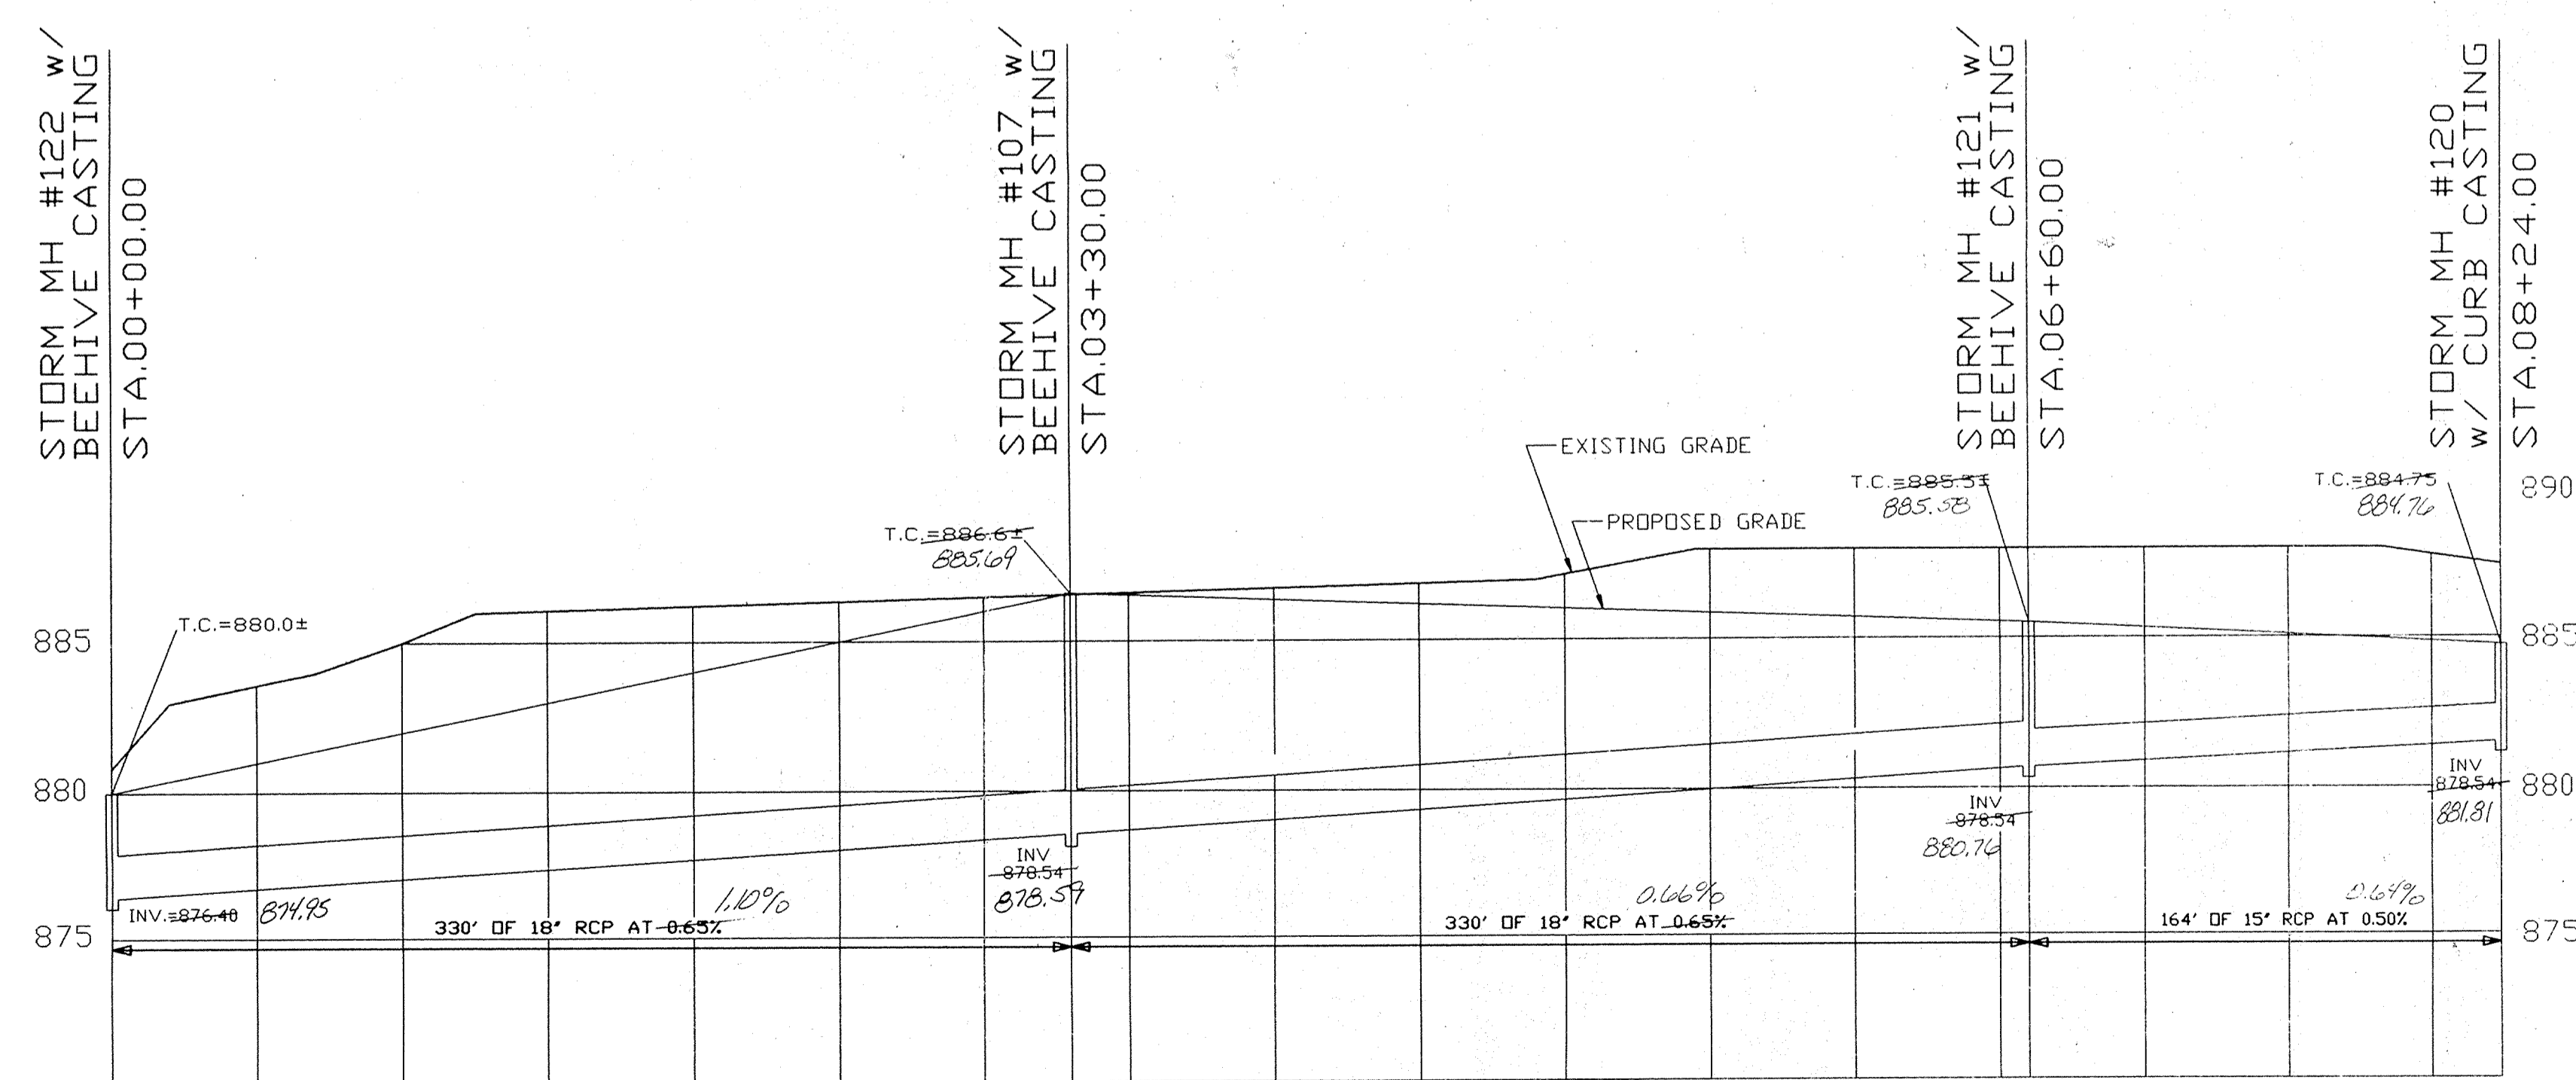 STORM MH #122 w/
BEEHIVE CASTING
STA.00+00.00
STORM MH #107 w/
BEEHIVE CASTING
STA.03+30.00
STORM MH #121 w/
BEEHIVE CASTING
STA.06+60.00
STORM MH #120
w/ CURB CASTING
STA.08+24.00
EXISTING GRADE
PROPOSED GRADE
T.C.=885.5±
885.58
T.C.=884.75
884.76
890
T.C.=886.6±
885.69
T.C.=880.0±
885
885
880
880
INV
878.54
881.81
INV
878.54
880.76
INV
878.54
878.59
INV.=876.40 874.95
1.10%
330' OF 18" RCP AT 0.65%
0.66%
330' OF 18" RCP AT 0.65%
0.64%
164' OF 15" RCP AT 0.50%
875
875